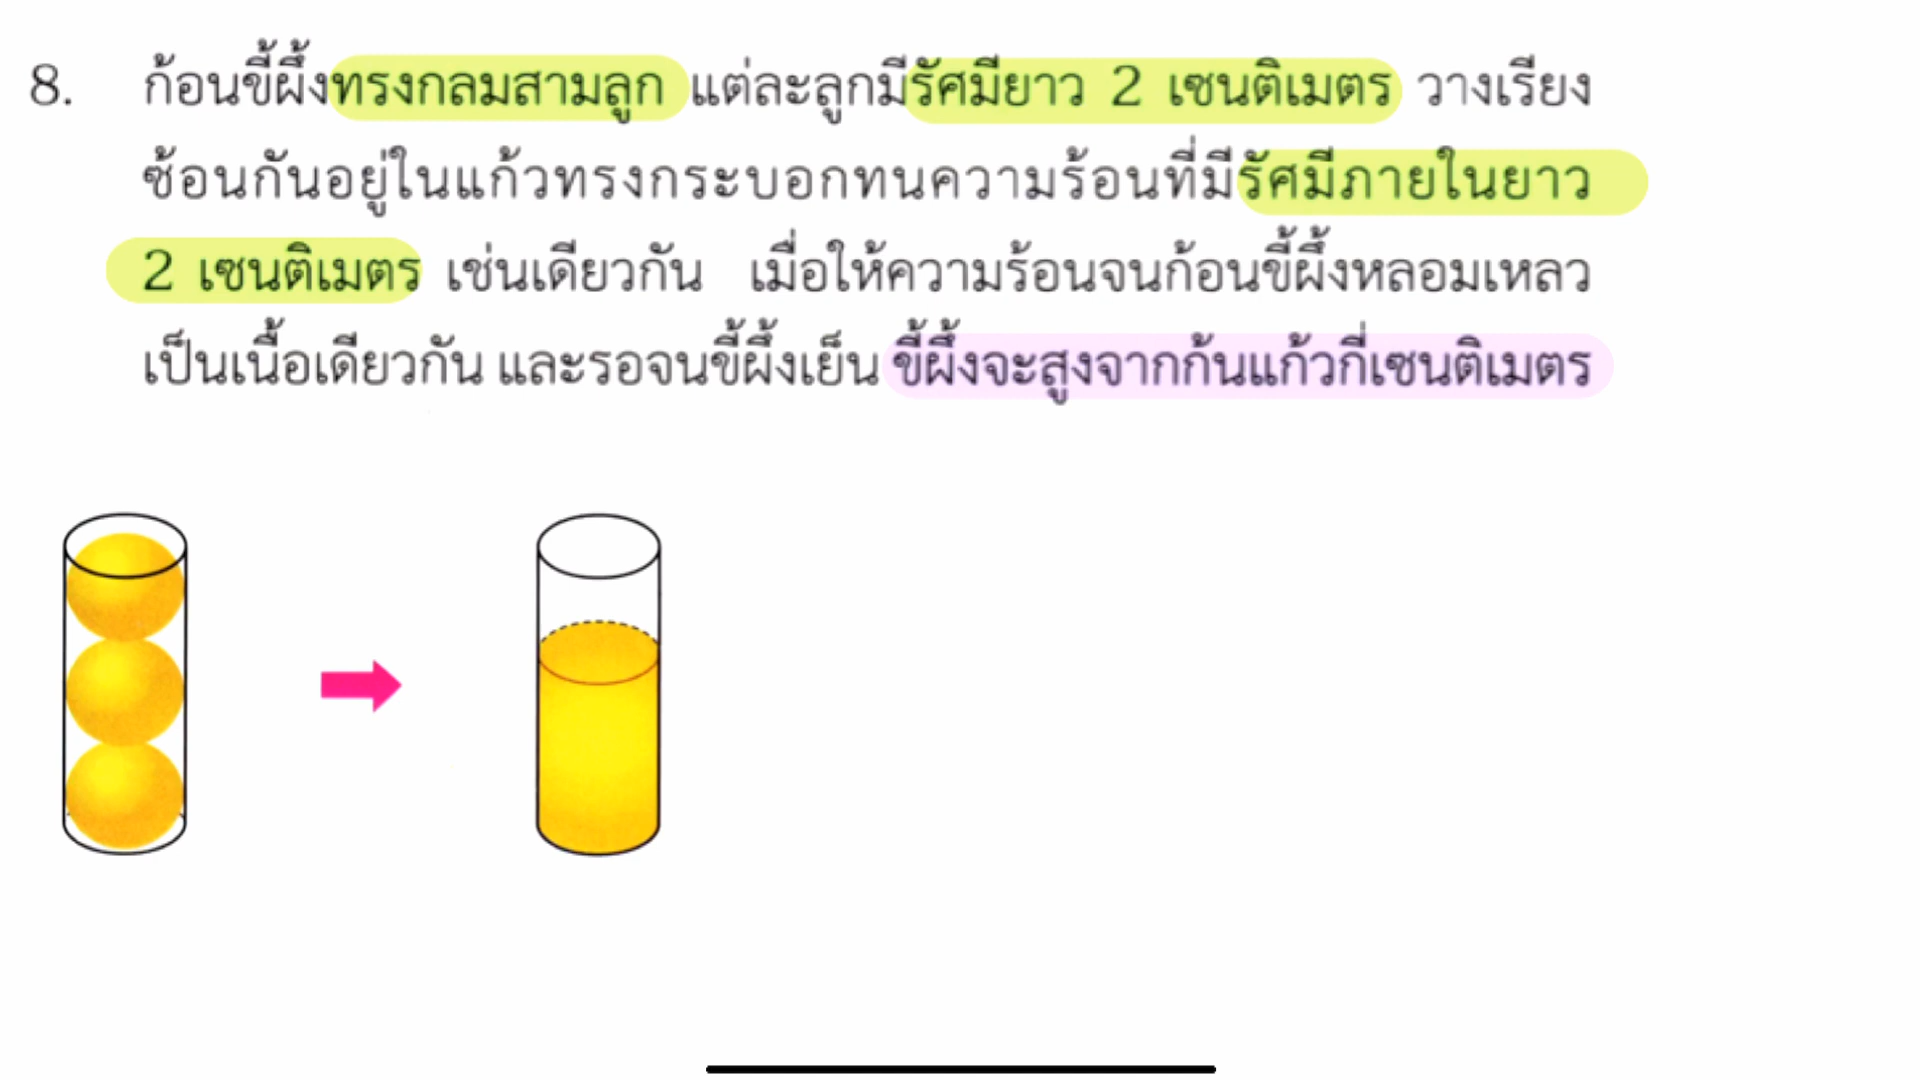 8. ก้อนขี้ผึ้งทรงกลมสามลูก แต่ละลูกมีรัศมียาว 2 เซนติเมตร วางเรียง
ซ้อนกันอยู่ในแก้วทรงกระบอกทนความร้อนที่มีรัศมีภายในยาว
2 เซนติเมตร เช่นเดียวกัน เมื่อให้ความร้อนจนก้อนขี้ผึ้งหลอมเหลว
เป็นเนื้อเดียวกัน และรอจนขี้ผึ้งเย็น ขี้ผึ้งจะสูงจากก้นแก้วกี่เซนติเมตร